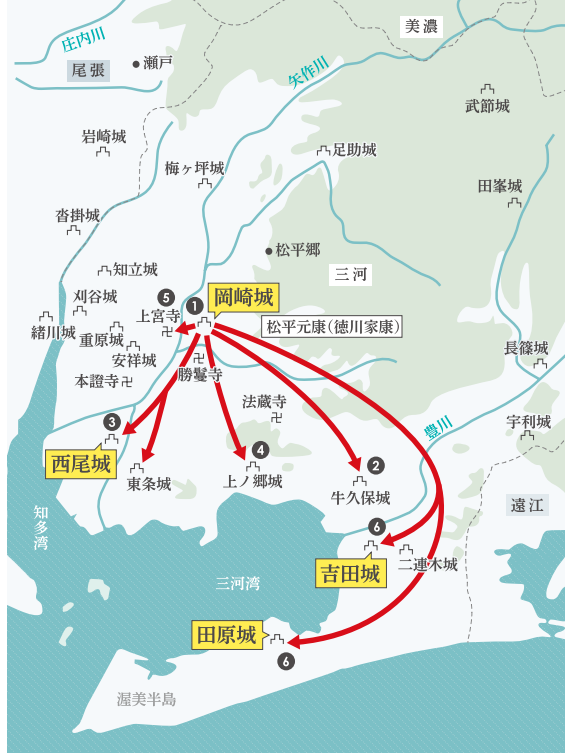 美濃
庄内川
尾張
瀬戸
矢作川
武節城
岩崎城
足助城
梅ヶ坪城
田峯城
沓掛城
松平郷
知立城
三河
5
1
岡崎城
刈谷城
上宮寺
緒川城
松平元康(徳川家康)
重原城
安祥城
長篠城
本證寺
勝鬘寺
法蔵寺
宇利城
3
豊川
西尾城
4
2
東条城
上ノ郷城
牛久保城
遠江
知多湾
6
二連木城
吉田城
三河湾
田原城
6
渥美半島